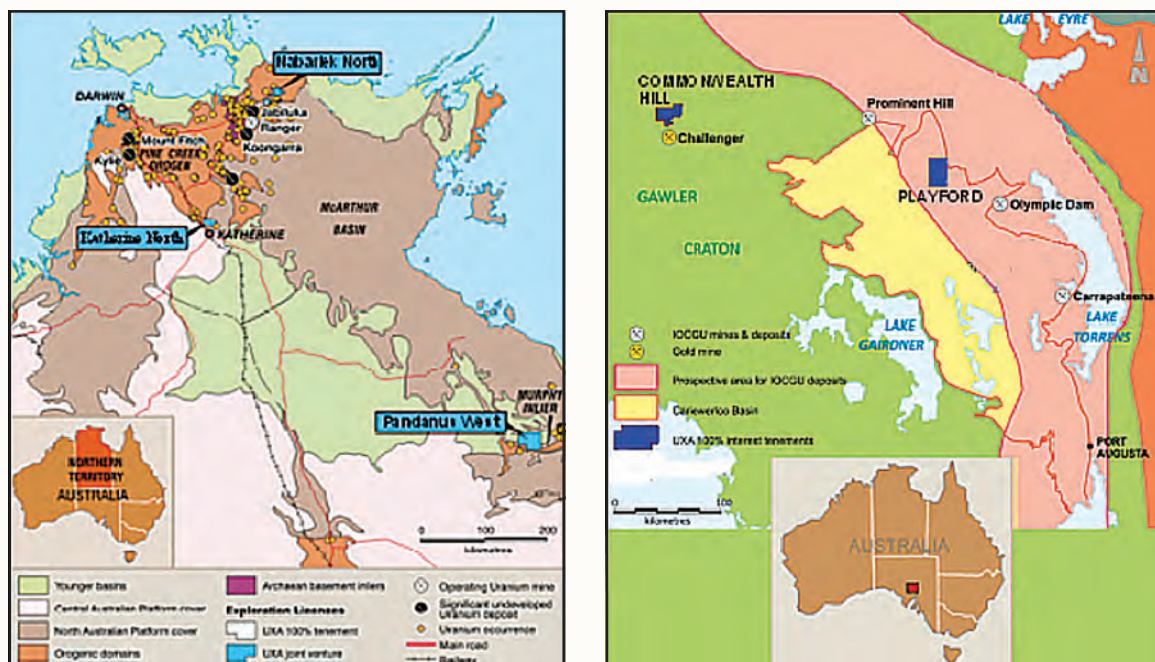 Nabarlek North
DARWIN
Jabiluka
Ranger
Koongarra
Mount Fitch
Kylie
PINE CREEK
OROGEN
McARTHUR
BASIN
Katherine North
KATHERINE
MURPHY
INLIER
Pandanus West
NORTHERN
TERRITORY
AUSTRALIA
0 100 200
kilometres
Younger basins
Central Australian Platform cover
North Australian Platform cover
Orogenic domains
Archaean basement inliers
Exploration Licenses
UXA 100% tenement
UXA joint venture
Operating Uranium mine
Significant undeveloped
Uranium deposit
Uranium occurrence
Main road
Railway
LAKE EYRE
N
COMMONWEALTH
HILL
Challenger
Prominent Hill
PLAYFORD
Olympic Dam
GAWLER
CRATON
Carrapateena
LAKE
TORRENS
LAKE
GAIRDNER
IOCGU mines & deposits
Gold mine
Prospective area for IOCGU deposits
Cariewerloo Basin
UXA 100% interest tenements
PORT
AUGUSTA
0 100
kilometres
AUSTRALIA